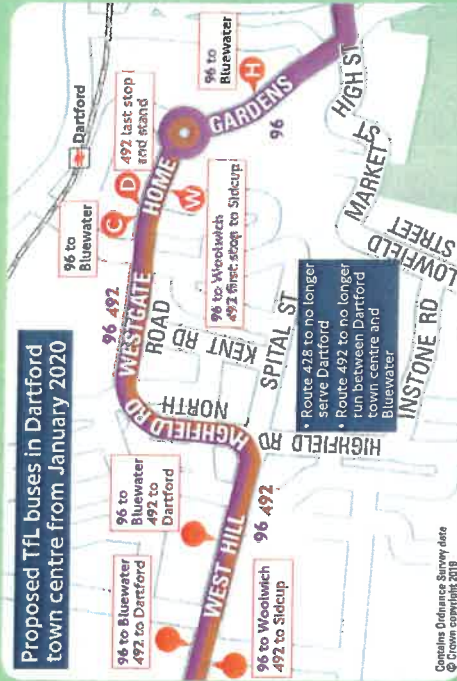 Proposed TfL buses in Dartford
town centre from January 2020
Dartford
96 to
Bluewater
C
D
492 last stop
and stand
96 to
Bluewater
H
HOME
GARDENS
96
W
96 to Woolwich
492 first stop to Sidcup
96 492
WESTGATE
ROAD
KENT RD
SPITAL ST
HIGH ST
MARKET ST
LOWFIELD
STREET
INSTONE RD
HIGHFIELD RD
NORTH
HIGHFIELD RD
• Route 428 to no longer
serve Dartford
• Route 492 to no longer
run between Dartford
town centre and
Bluewater
96 to
Bluewater
492 to
Dartford
96 to Bluewater
492 to Dartford
WEST HILL
96 492
96 to Woolwich
492 to Sidcup
Contains Ordnance Survey data
© Crown copyright 2019